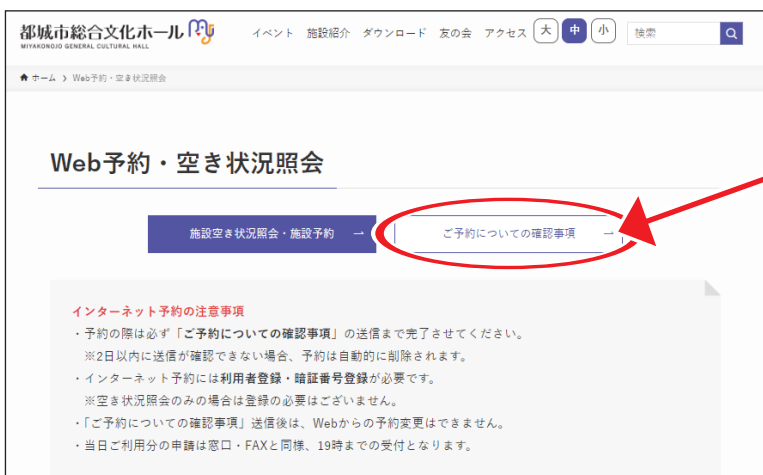 都城市総合文化ホール MJ
MIYAKONOJO GENERAL CULTURAL HALL
イベント 施設紹介 ダウンロード 友の会 アクセス 大 中 小 検索
ホーム > Web予約・空き状況照会
Web予約・空き状況照会
施設空き状況照会・施設予約 →
ご予約についての確認事項 →
インターネット予約の注意事項
・予約の際は必ず「ご予約についての確認事項」の送信まで完了させてください。
※2日以内に送信が確認できない場合、予約は自動的に削除されます。
・インターネット予約には利用者登録・暗証番号登録が必要です。
※空き状況照会のみの場合は登録の必要はございません。
・「ご予約についての確認事項」送信後は、Webからの予約変更はできません。
・当日ご利用分の申請は窓口・FAXと同様、19時までの受付となります。